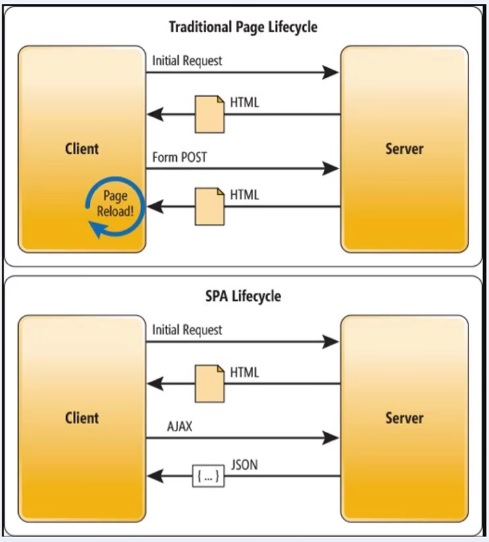 Traditional Page Lifecycle
Initial Request
HTML
Client
Server
Form POST
Page
Reload!
HTML
SPA Lifecycle
Initial Request
HTML
Client
Server
AJAX
JSON
{ ... }